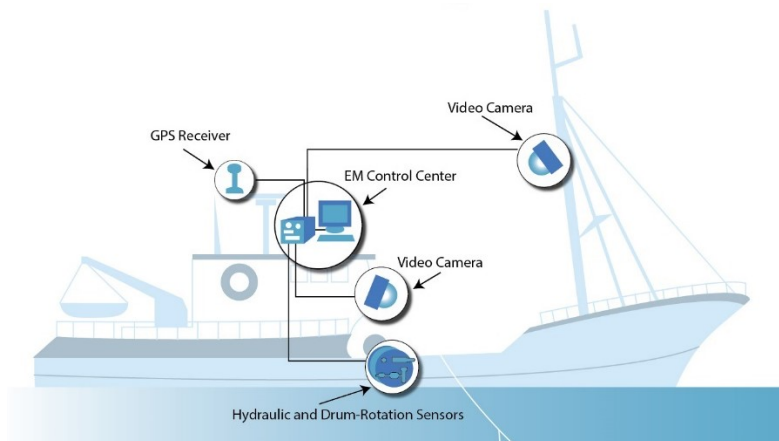 Video Camera
GPS Receiver
EM Control Center
Video Camera
Hydraulic and Drum-Rotation Sensors